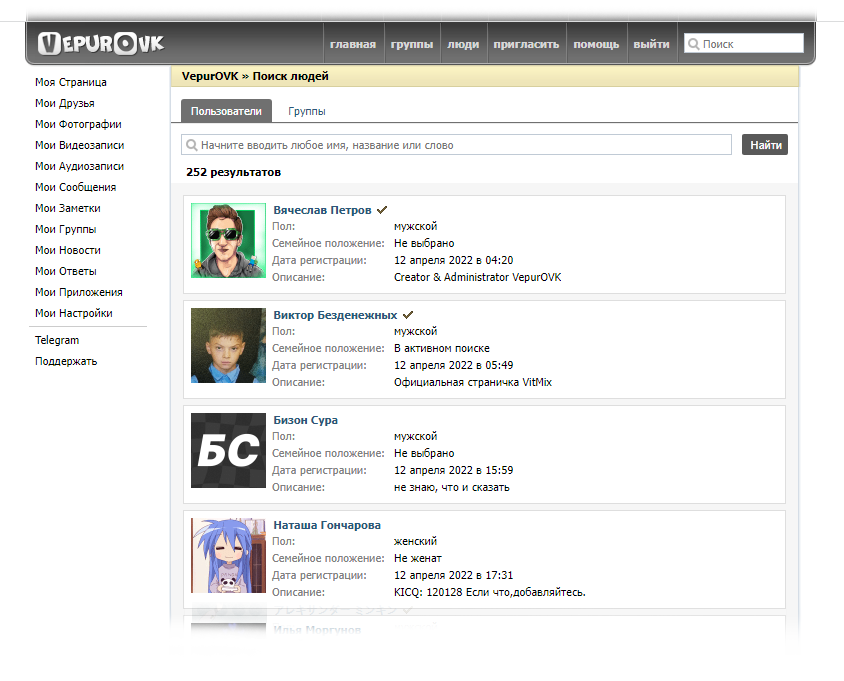 VEPUROVK
главная группы люди пригласить помощь выйти Поиск
Моя Страница
Мои Друзья
Мои Фотографии
Мои Видеозаписи
Мои Аудиозаписи
Мои Сообщения
Мои Заметки
Мои Группы
Мои Новости
Мои Ответы
Мои Приложения
Мои Настройки
Telegram
Поддержать
VepurOVK » Поиск людей
Пользователи Группы
Начните вводить любое имя, название или слово Найти
252 результатов
Вячеслав Петров
Пол: мужской
Семейное положение: Не выбрано
Дата регистрации: 12 апреля 2022 в 04:20
Описание: Creator & Administrator VepurOVK
Виктор Безденежных
Пол: мужской
Семейное положение: В активном поиске
Дата регистрации: 12 апреля 2022 в 05:49
Описание: Официальная страничка VitMix
БС
Бизон Сура
Пол: мужской
Семейное положение: Не выбрано
Дата регистрации: 12 апреля 2022 в 15:59
Описание: не знаю, что и сказать
Наташа Гончарова
Пол: женский
Семейное положение: Не женат
Дата регистрации: 12 апреля 2022 в 17:31
Описание: KICQ: 120128 Если что,добавляйтесь.
Илья Моргунов